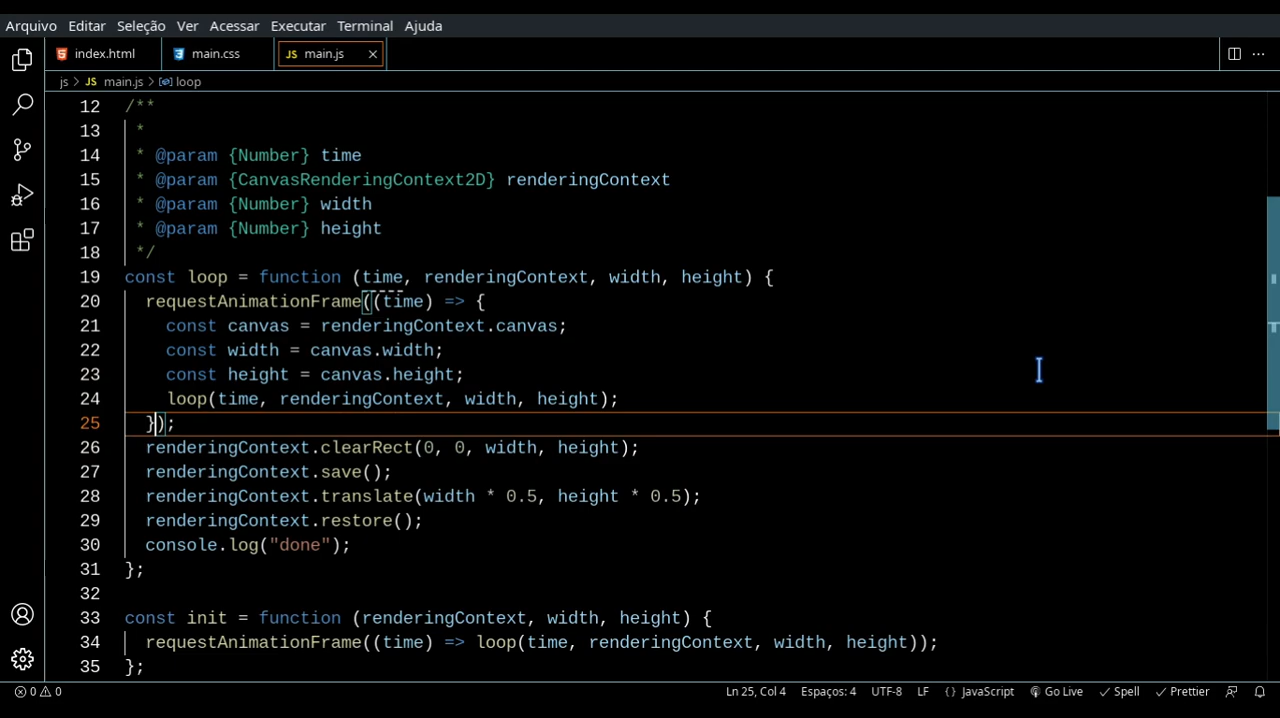 Arquivo Editar Seleção Ver Acessar Executar Terminal Ajuda
index.html main.css JS main.js
js > JS main.js > loop
12 /**
13 *
14 * @param {Number} time
15 * @param {CanvasRenderingContext2D} renderingContext
16 * @param {Number} width
17 * @param {Number} height
18 */
19 const loop = function (time, renderingContext, width, height) {
20 requestAnimationFrame((time) => {
21 const canvas = renderingContext.canvas;
22 const width = canvas.width;
23 const height = canvas.height;
24 loop(time, renderingContext, width, height);
25 });
26 renderingContext.clearRect(0, 0, width, height);
27 renderingContext.save();
28 renderingContext.translate(width * 0.5, height * 0.5);
29 renderingContext.restore();
30 console.log("done");
31 };
32
33 const init = function (renderingContext, width, height) {
34 requestAnimationFrame((time) => loop(time, renderingContext, width, height));
35 };
0 0 Ln 25, Col 4 Espaços: 4 UTF-8 LF {} JavaScript Go Live Spell Prettier